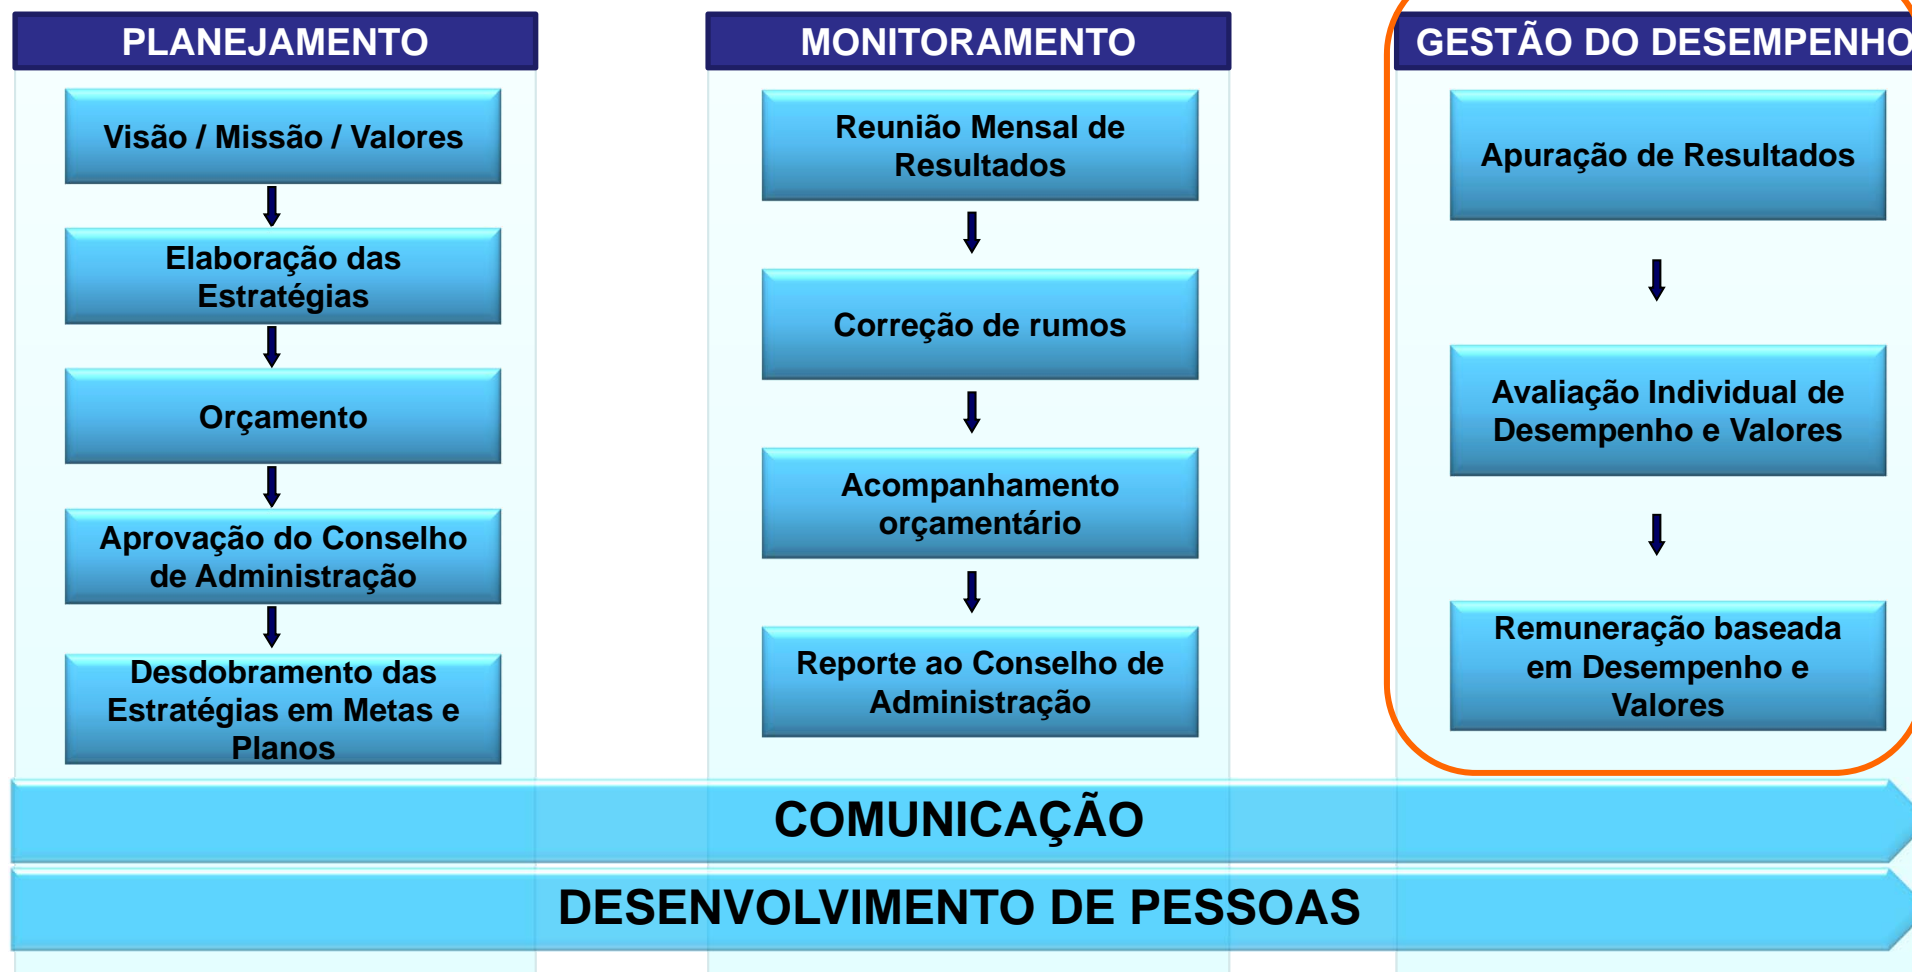 PLANEJAMENTO
Visão / Missão / Valores
Elaboração das
Estratégias
Orçamento
Aprovação do Conselho
de Administração
Desdobramento das
Estratégias em Metas e
Planos
MONITORAMENTO
Reunião Mensal de
Resultados
Correção de rumos
Acompanhamento
orçamentário
Reporte ao Conselho de
Administração
GESTÃO DO DESEMPENHO
Apuração de Resultados
Avaliação Individual de
Desempenho e Valores
Remuneração baseada
em Desempenho e
Valores
COMUNICAÇÃO
DESENVOLVIMENTO DE PESSOAS